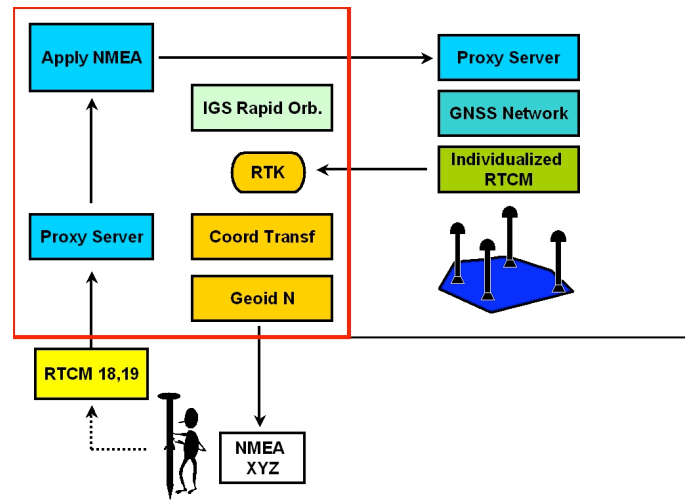 Apply NMEA
Proxy Server
IGS Rapid Orb.
GNSS Network
RTK
Individualized
RTCM
Proxy Server
Coord Transf
Geoid N
RTCM 18,19
NMEA
XYZ